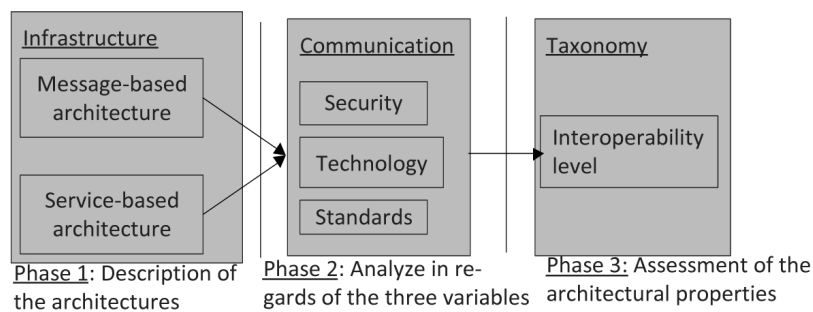 Infrastructure
Message-based
architecture
Service-based
architecture
Phase 1: Description of
the architectures
Communication
Security
Technology
Standards
Phase 2: Analyze in re-
gards of the three variables
Taxonomy
Interoperability
level
Phase 3: Assessment of the
architectural properties